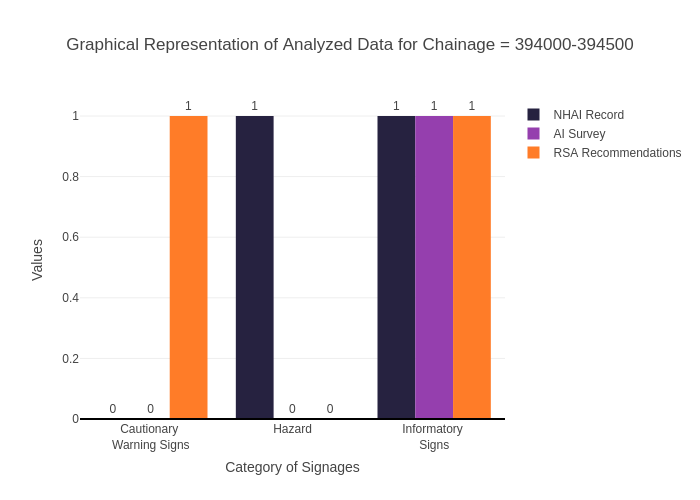 Graphical Representation of Analyzed Data for Chainage = 394000-394500
1
1
1
1
1
NHAI Record
AI Survey
RSA Recommendations
1
0.8
0.6
0.4
0.2
0
0
0
0
0
Values
Cautionary
Warning Signs
Hazard
Informatory
Signs
Category of Signages